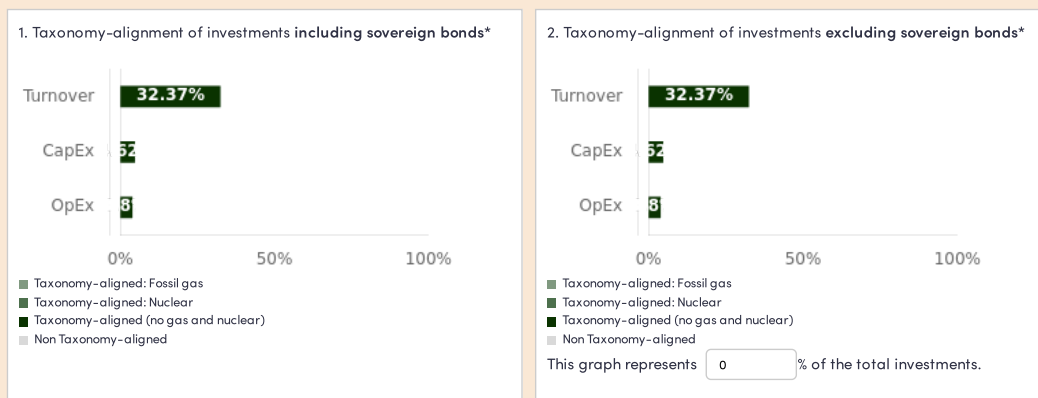 1. Taxonomy-alignment of investments including sovereign bonds*
Turnover 32.37%
CapEx
OpEx
0% 50% 100%
Taxonomy-aligned: Fossil gas
Taxonomy-aligned: Nuclear
Taxonomy-aligned (no gas and nuclear)
Non Taxonomy-aligned
2. Taxonomy-alignment of investments excluding sovereign bonds*
Turnover 32.37%
CapEx
OpEx
0% 50% 100%
Taxonomy-aligned: Fossil gas
Taxonomy-aligned: Nuclear
Taxonomy-aligned (no gas and nuclear)
Non Taxonomy-aligned
This graph represents 0 % of the total investments.